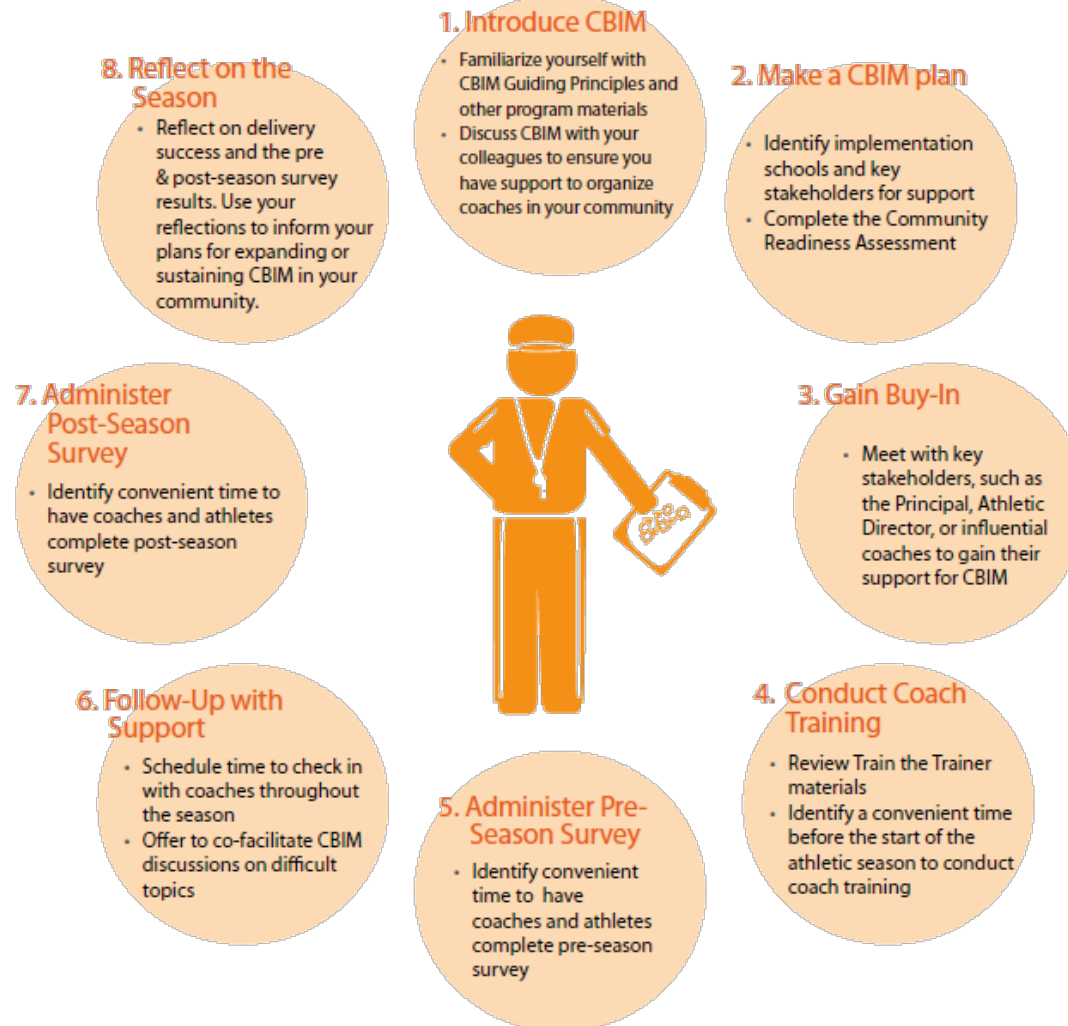 1. Introduce CBIM
• Familiarize yourself with
CBIM Guiding Principles and
other program materials
• Discuss CBIM with your
colleagues to ensure you
have support to organize
coaches in your community
2. Make a CBIM plan
• Identify implementation
schools and key
stakeholders for support
• Complete the Community
Readiness Assessment
3. Gain Buy-In
• Meet with key
stakeholders, such as
the Principal, Athletic
Director, or influential
coaches to gain their
support for CBIM
4. Conduct Coach
Training
• Review Train the Trainer
materials
• Identify a convenient time
before the start of the
athletic season to conduct
coach training
5. Administer Pre-
Season Survey
• Identify convenient
time to have
coaches and athletes
complete pre-season
survey
6. Follow-Up with
Support
• Schedule time to check in
with coaches throughout
the season
• Offer to co-facilitate CBIM
discussions on difficult
topics
7. Administer
Post-Season
Survey
• Identify convenient time to
have coaches and athletes
complete post-season
survey
8. Reflect on the
Season
• Reflect on delivery
success and the pre
& post-season survey
results. Use your
reflections to inform your
plans for expanding or
sustaining CBIM in your
community.